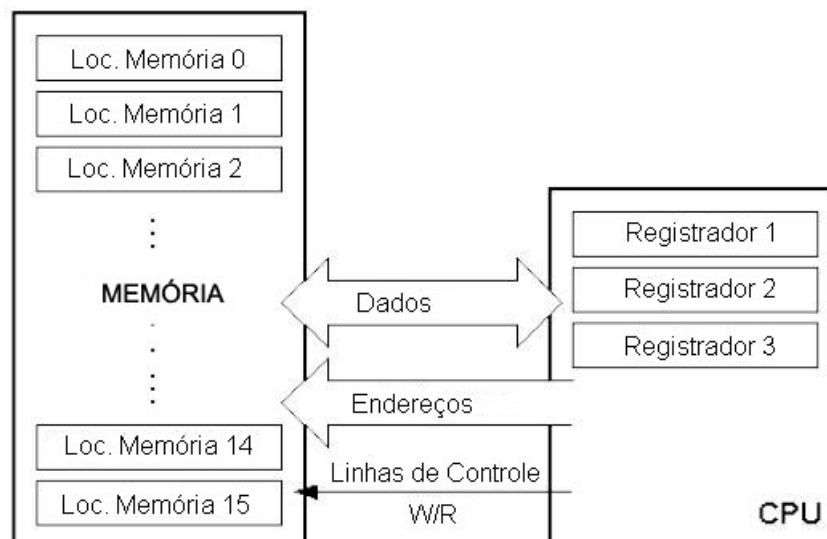 Loc. Memória 0
Loc. Memória 1
Loc. Memória 2
MEMÓRIA
Loc. Memória 14
Loc. Memória 15
Dados
Endereços
Linhas de Controle
W/R
Registrador 1
Registrador 2
Registrador 3
CPU